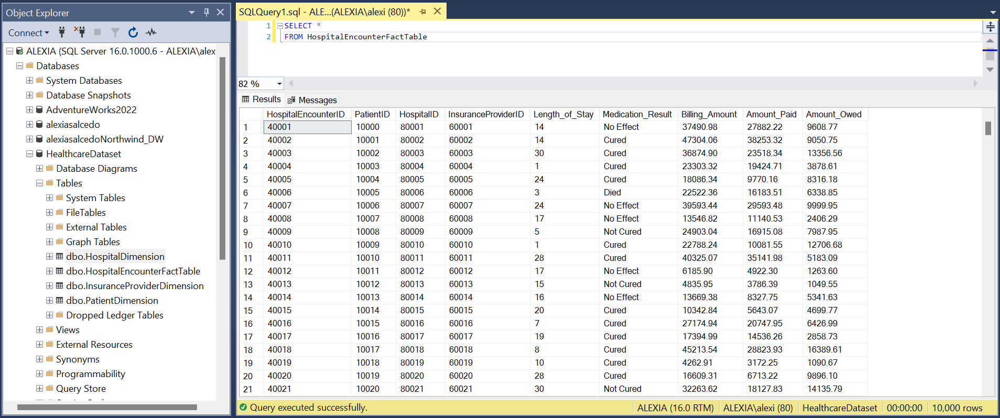 Object Explorer
Connect
ALEXIA (SQL Server 16.0.1000.6 - ALEXIA\alex
Databases
System Databases
Database Snapshots
AdventureWorks2022
alexiasalcedo
alexiasalcedoNorthwind_DW
HealthcareDataset
Database Diagrams
Tables
System Tables
FileTables
External Tables
Graph Tables
dbo.HospitalDimension
dbo.HospitalEncounterFactTable
dbo.InsuranceProviderDimension
dbo.PatientDimension
Dropped Ledger Tables
Views
External Resources
Synonyms
Programmability
Query Store
SQLQuery1.sql - ALE...(ALEXIA\alexi (80))*
1 SELECT *
2 FROM HospitalEncounterFactTable
82 %
Results Messages
HospitalEncounterID PatientID HospitalID InsuranceProviderID Length_of_Stay Medication_Result Billing_Amount Amount_Paid Amount_Owed
1 40001 10000 80001 60001 14 No Effect 37490.98 27882.22 9608.77
2 40002 10001 80002 60002 14 Cured 47304.06 38253.32 9050.75
3 40003 10002 80003 60003 30 Cured 36874.90 23518.34 13356.56
4 40004 10003 80004 60004 1 Cured 23303.32 19424.71 3878.61
5 40005 10004 80005 60005 24 Cured 18086.34 9770.16 8316.18
6 40006 10005 80006 60006 3 Died 22522.36 16183.51 6338.85
7 40007 10006 80007 60007 24 No Effect 39593.44 29593.48 9999.95
8 40008 10007 80008 60008 17 No Effect 13546.82 11140.53 2406.29
9 40009 10008 80009 60009 5 Not Cured 24903.04 16915.08 7987.95
10 40010 10009 80010 60010 1 Cured 22788.24 10081.55 12706.68
11 40011 10010 80011 60011 28 Cured 40325.07 35141.98 5183.09
12 40012 10011 80012 60012 17 No Effect 6185.90 4922.30 1263.60
13 40013 10012 80013 60013 15 Not Cured 4835.95 3786.39 1049.55
14 40014 10013 80014 60014 16 No Effect 13669.38 8327.75 5341.63
15 40015 10014 80015 60015 20 Cured 10342.84 5643.07 4699.77
16 40016 10015 80016 60016 7 Cured 27174.94 20747.95 6426.99
17 40017 10016 80017 60017 19 Cured 17394.99 14536.26 2858.73
18 40018 10017 80018 60018 8 Cured 45213.54 28823.93 16389.61
19 40019 10018 80019 60019 10 Cured 4262.91 3172.25 1090.67
20 40020 10019 80020 60020 28 Cured 16609.31 6713.22 9896.10
21 40021 10020 80021 60021 30 Not Cured 32263.62 18127.83 14135.79
Query executed successfully. ALEXIA (16.0 RTM) ALEXIA\alexi (80) HealthcareDataset 00:00:00 10,000 rows